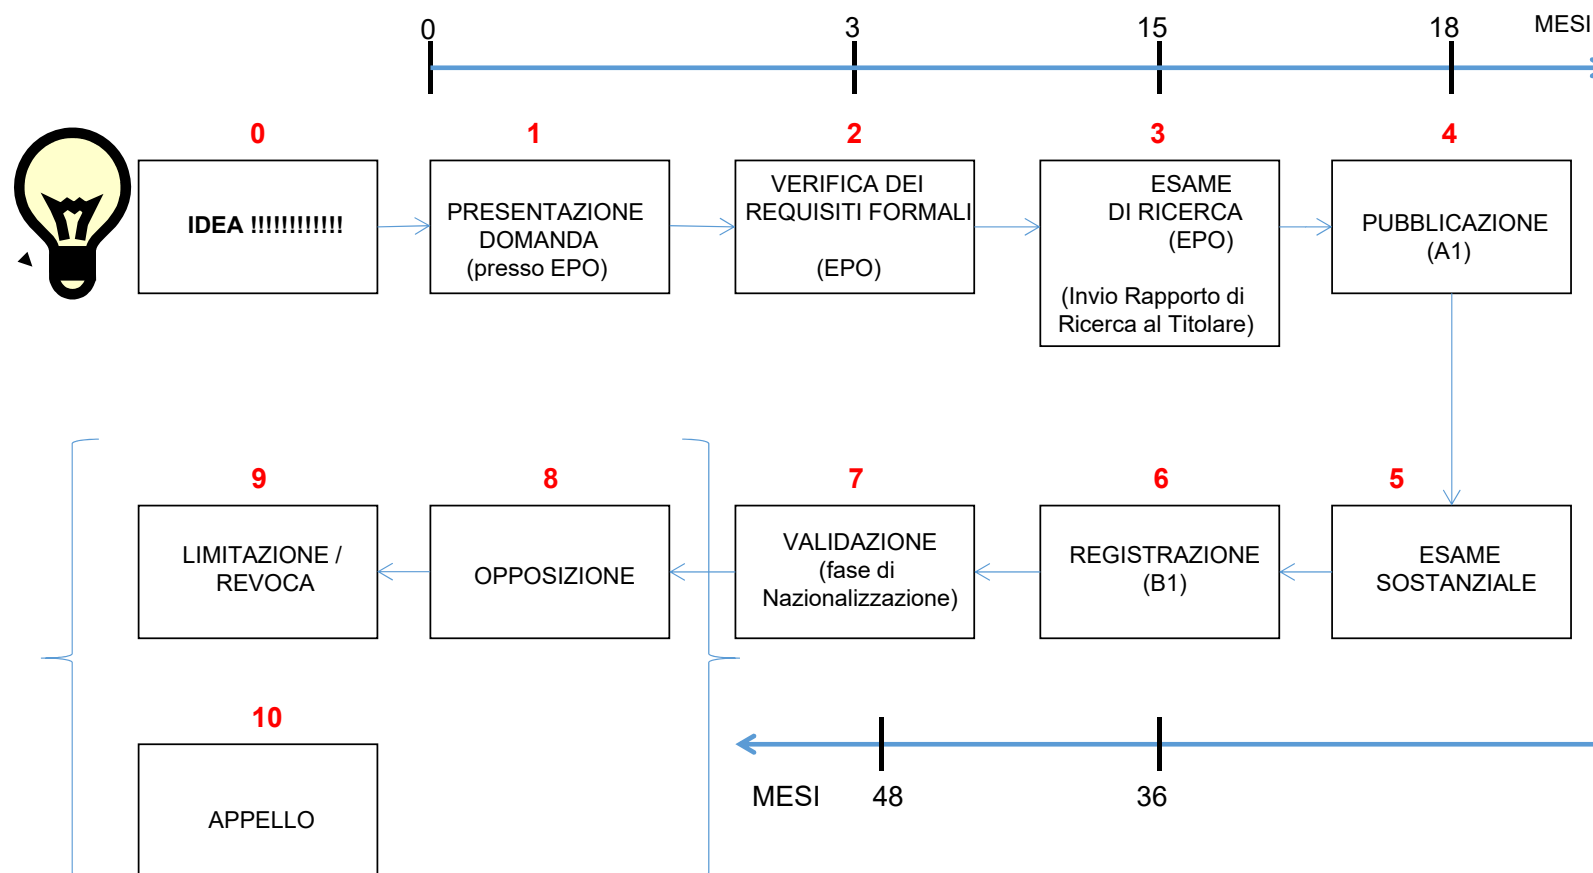 0
3
15
18
MESI
0
1
2
3
4
IDEA !!!!!!!!!!!!
PRESENTAZIONE
DOMANDA
(presso EPO)
VERIFICA DEI
REQUISITI FORMALI
(EPO)
ESAME
DI RICERCA
(EPO)
(Invio Rapporto di
Ricerca al Titolare)
PUBBLICAZIONE
(A1)
9
8
7
6
5
LIMITAZIONE /
REVOCA
OPPOSIZIONE
VALIDAZIONE
(fase di
Nazionalizzazione)
REGISTRAZIONE
(B1)
ESAME
SOSTANZIALE
10
APPELLO
MESI
48
36